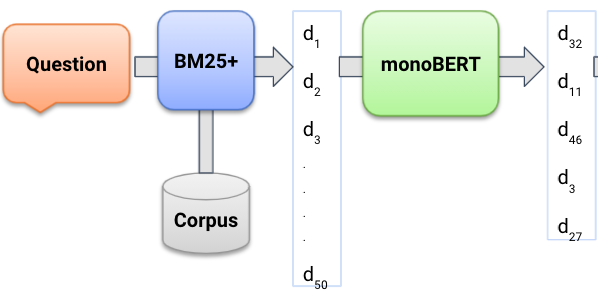 Question
BM25+
Corpus
d1
d2
d3
.
.
.
.
d50
monoBERT
d32
d11
d46
d3
d27